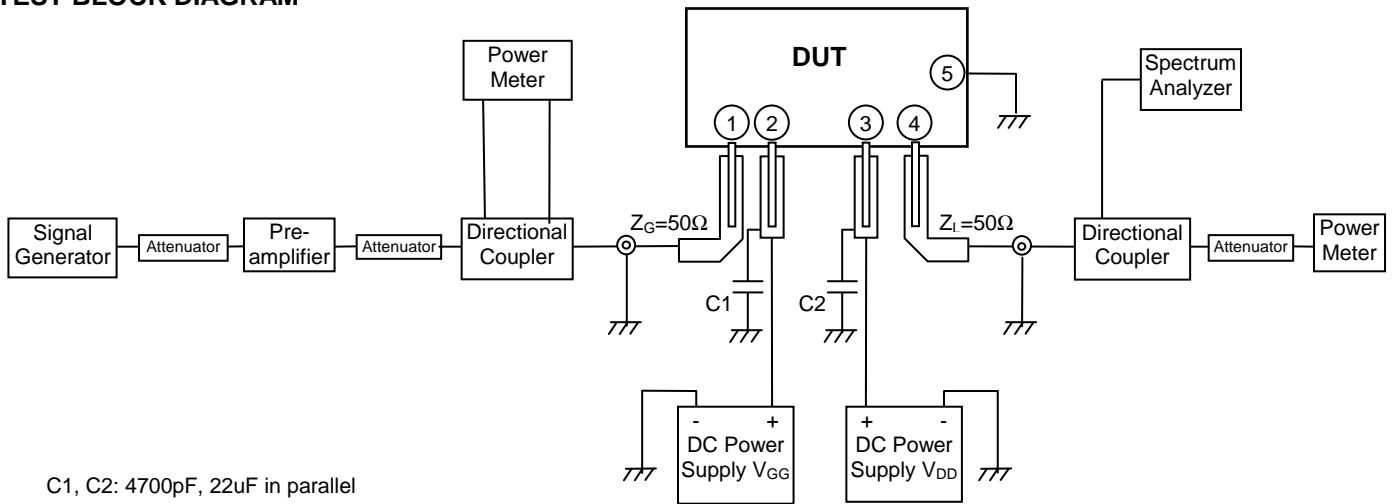 TEST BLOCK DIAGRAM
DUT
Power
Meter
5
Spectrum
Analyzer
1
2
3
4
Signal
Generator
Attenuator
Pre-
amplifier
Attenuator
Directional
Coupler
ZG=50Ω
ZL=50Ω
Directional
Coupler
Attenuator
Power
Meter
C1
C2
- +
DC Power
Supply VGG
+ -
DC Power
Supply VDD
C1, C2: 4700pF, 22uF in parallel